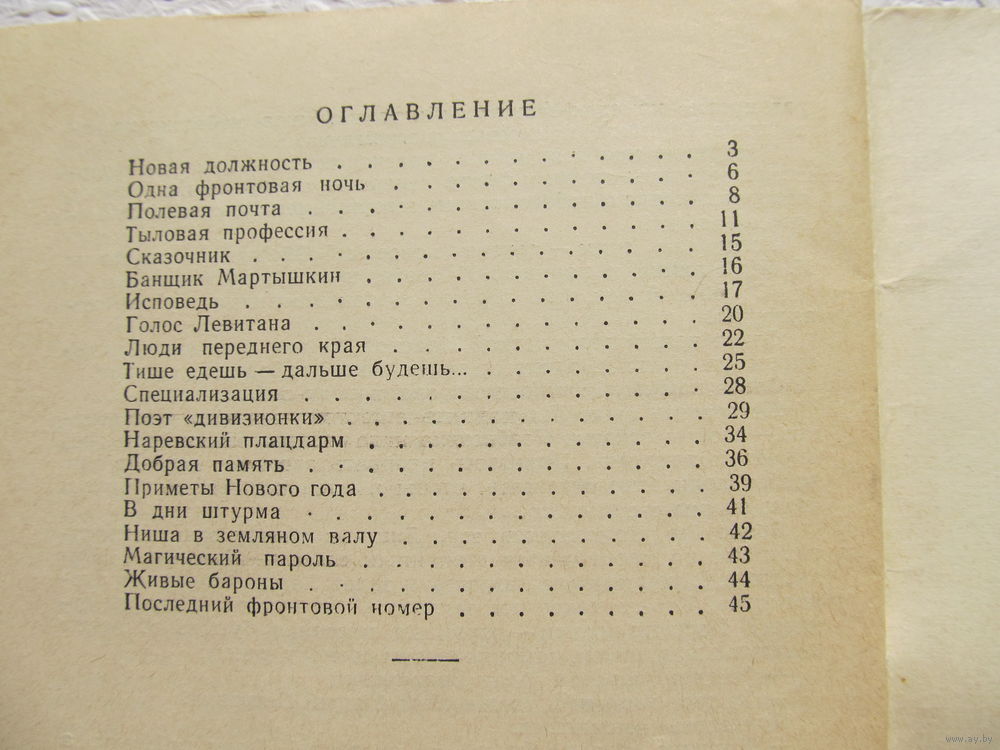 ОГЛАВЛЕНИЕ
Новая должность . . . . . . . . . . . . . 3
Одна фронтовая ночь . . . . . . . . . . . 6
Полевая почта . . . . . . . . . . . . . . 8
Тыловая профессия . . . . . . . . . . . . . 11
Сказочник . . . . . . . . . . . . . . . . 15
Банщик Мартышкин . . . . . . . . . . . . 16
Исповедь . . . . . . . . . . . . . . . . 17
Голос Левитана . . . . . . . . . . . . . . 20
Люди переднего края . . . . . . . . . . . 22
Тише едешь — дальше будешь... . . . . . . . . 25
Специализация . . . . . . . . . . . . . . 28
Поэт «дивизионки» . . . . . . . . . . . . . 29
Наревский плацдарм . . . . . . . . . . . . 34
Добрая память . . . . . . . . . . . . . . 36
Приметы Нового года . . . . . . . . . . . . 39
В дни штурма . . . . . . . . . . . . . . 41
Ниша в земляном валу . . . . . . . . . . . 42
Магический пароль . . . . . . . . . . . . 43
Живые бароны . . . . . . . . . . . . . . 44
Последний фронтовой номер . . . . . . . . . 45
www.ay.by